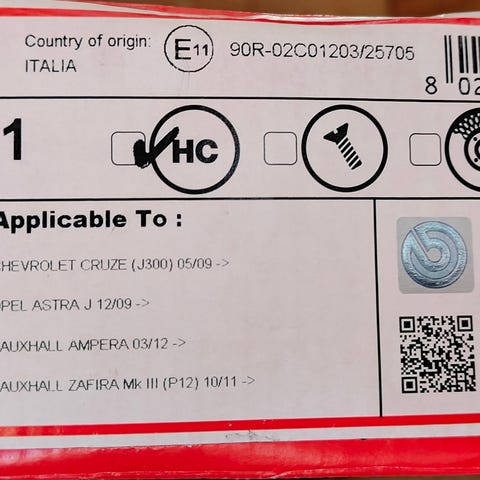 Country of origin: E11 90R-02C01203/25705
ITALIA
8 02
1 HC
Applicable To :
HEVROLET CRUZE (J300) 05/09 ->
PEL ASTRA J 12/09 ->
AUXHALL AMPERA 03/12 ->
AUXHALL ZAFIRA Mk III (P12) 10/11 ->